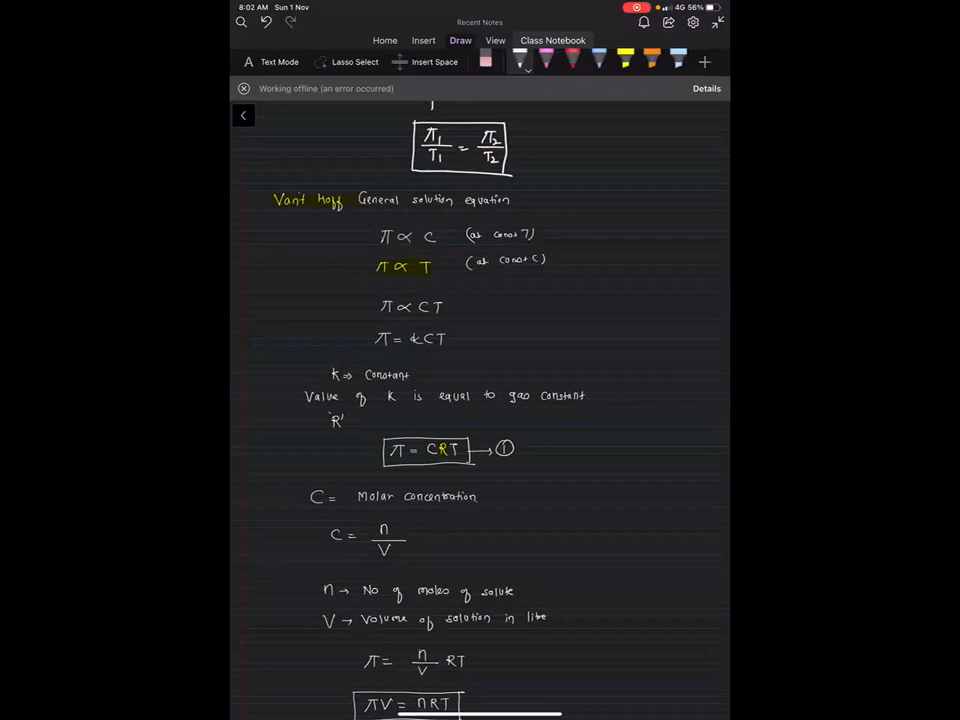 8:02 AM Sun 1 Nov 4G 56%
Recent Notes
Home Insert Draw View Class Notebook
Text Mode Lasso Select Insert Space
Working offline (an error occurred) Details
π1/T1 = π2/T2
Van't Hoff General solution equation
π ∝ C (at const T)
π ∝ T (at const C)
π ∝ CT
π = kCT
k ⇒ Constant
Value of k is equal to gas constant
'R'
π = CRT → ①
C = Molar concentration
C = n/V
n → No of moles of solute
V → Volume of solution in litre
π = n/V RT
πV = nRT